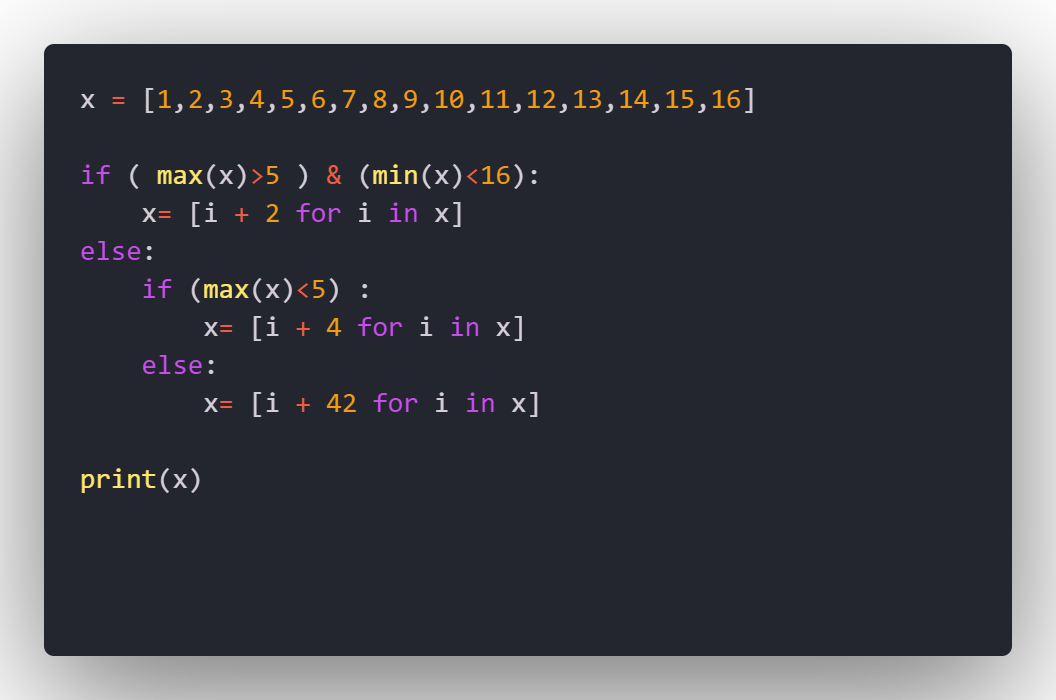 x = [1,2,3,4,5,6,7,8,9,10,11,12,13,14,15,16]

if ( max(x)>5 ) & (min(x)<16):
    x= [i + 2 for i in x]
else:
    if (max(x)<5) :
        x= [i + 4 for i in x]
    else:
        x= [i + 42 for i in x]

print(x)